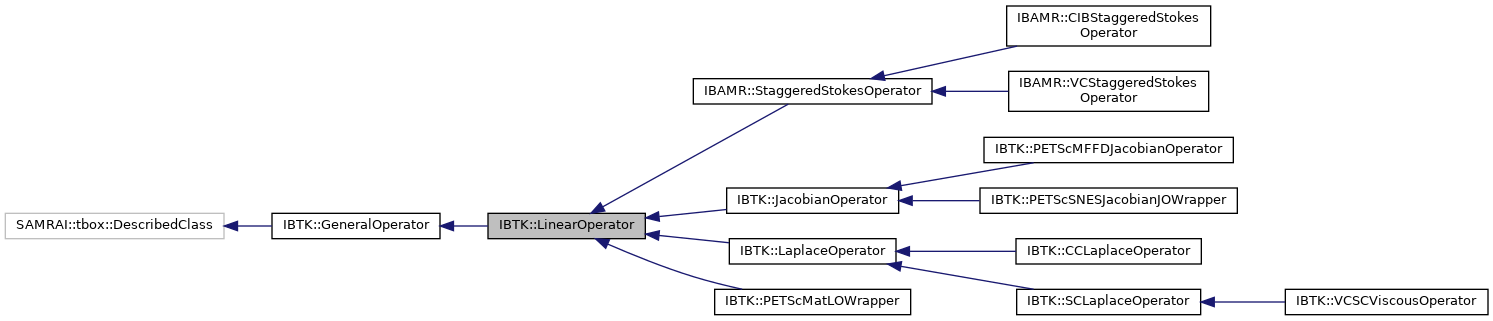 IBAMR::CIBStaggeredStokes
Operator
IBAMR::StaggeredStokesOperator
IBAMR::VCStaggeredStokes
Operator
IBTK::PETScMFFDJacobianOperator
IBTK::JacobianOperator
IBTK::PETScSNESJacobianJOWrapper
SAMRAI::tbox::DescribedClass
IBTK::GeneralOperator
IBTK::LinearOperator
IBTK::LaplaceOperator
IBTK::CCLaplaceOperator
IBTK::PETScMatLOWrapper
IBTK::SCLaplaceOperator
IBTK::VCSCViscousOperator